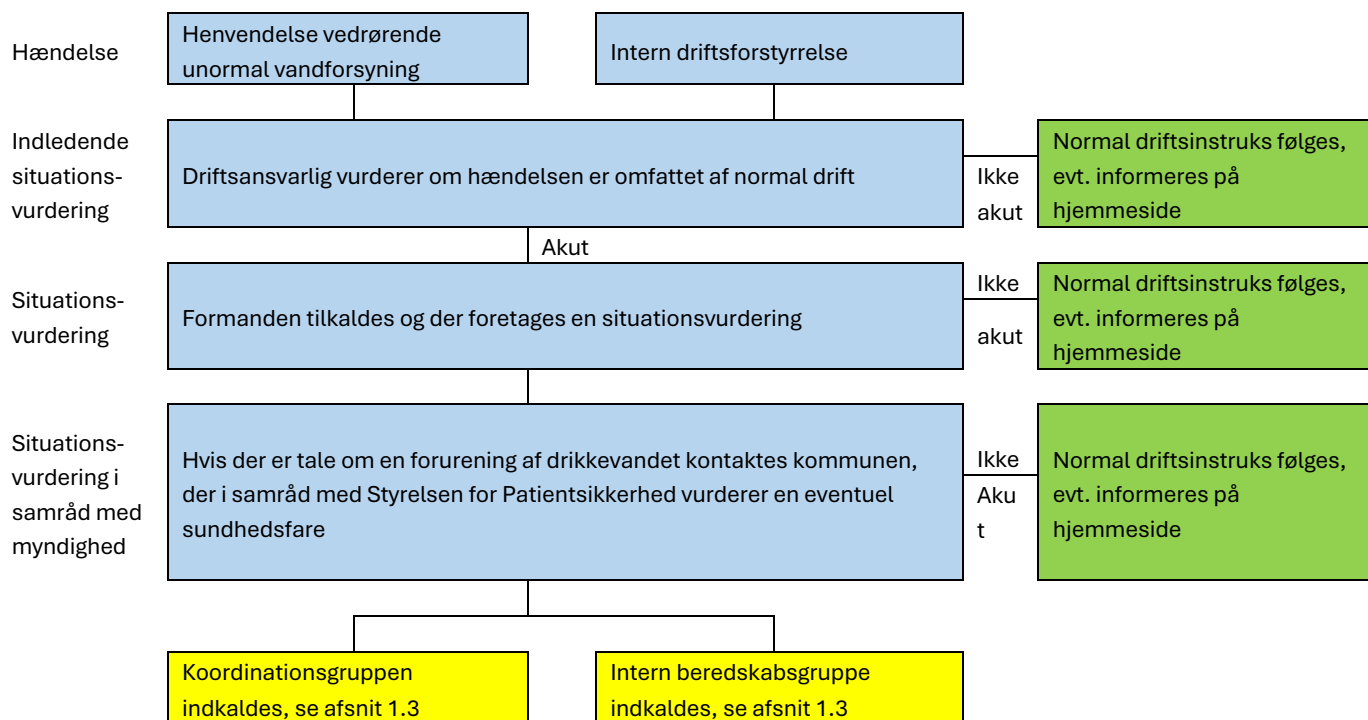 Hændelse
Henvendelse vedrørende
unormal vandforsyning
Intern driftsforstyrrelse
Indledende
situations-
vurdering
Driftsansvarlig vurderer om hændelsen er omfattet af normal drift
Ikke
akut
Normal driftsinstruks følges,
evt. informeres på
hjemmeside
Akut
Situations-
vurdering
Formanden tilkaldes og der foretages en situationsvurdering
Ikke
akut
Normal driftsinstruks følges,
evt. informeres på
hjemmeside
Situations-
vurdering i
samråd med
myndighed
Hvis der er tale om en forurening af drikkevandet kontaktes kommunen,
der i samråd med Styrelsen for Patientsikkerhed vurderer en eventuel
sundhedsfare
Ikke
Aku
t
Normal driftsinstruks følges,
evt. informeres på
hjemmeside
Koordinationsgruppen
indkaldes, se afsnit 1.3
Intern beredskabsgruppe
indkaldes, se afsnit 1.3